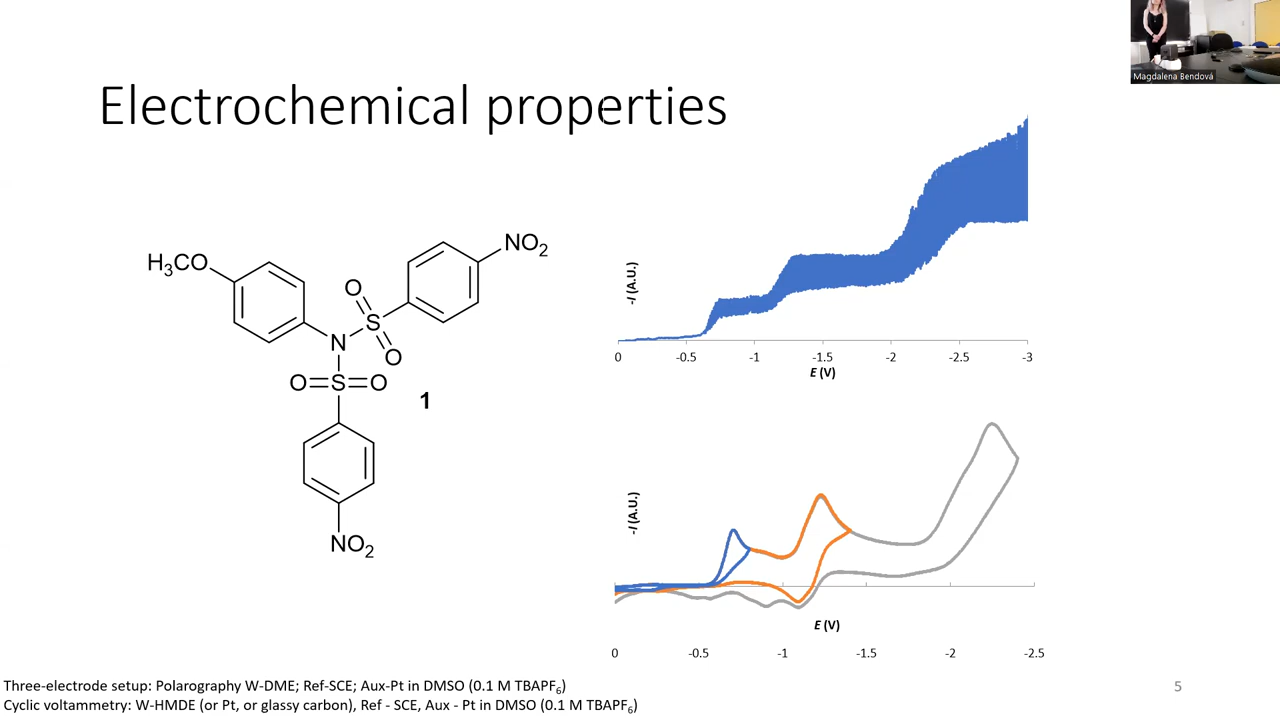 Magdalena Bendová
Electrochemical properties
H3CO
NO2
O
S
O
N
O=S=O
1
NO2
-I (A.U.)
0 -0.5 -1 -1.5 -2 -2.5 -3
E (V)
-I (A.U.)
E (V)
0 -0.5 -1 -1.5 -2 -2.5
Three-electrode setup: Polarography W-DME; Ref-SCE; Aux-Pt in DMSO (0.1 M TBAPF6)
Cyclic voltammetry: W-HMDE (or Pt, or glassy carbon), Ref - SCE, Aux - Pt in DMSO (0.1 M TBAPF6)
5